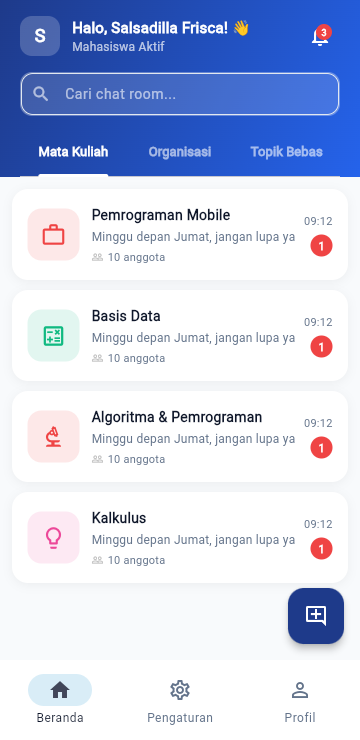 S
Halo, Salsadilla Frisca! 👋
Mahasiswa Aktif
3
Cari chat room...
Mata Kuliah
Organisasi
Topik Bebas
Pemrograman Mobile
09:12
Minggu depan Jumat, jangan lupa ya
1
10 anggota
Basis Data
09:12
Minggu depan Jumat, jangan lupa ya
1
10 anggota
Algoritma & Pemrograman
09:12
Minggu depan Jumat, jangan lupa ya
1
10 anggota
Kalkulus
09:12
Minggu depan Jumat, jangan lupa ya
1
10 anggota
Beranda
Pengaturan
Profil